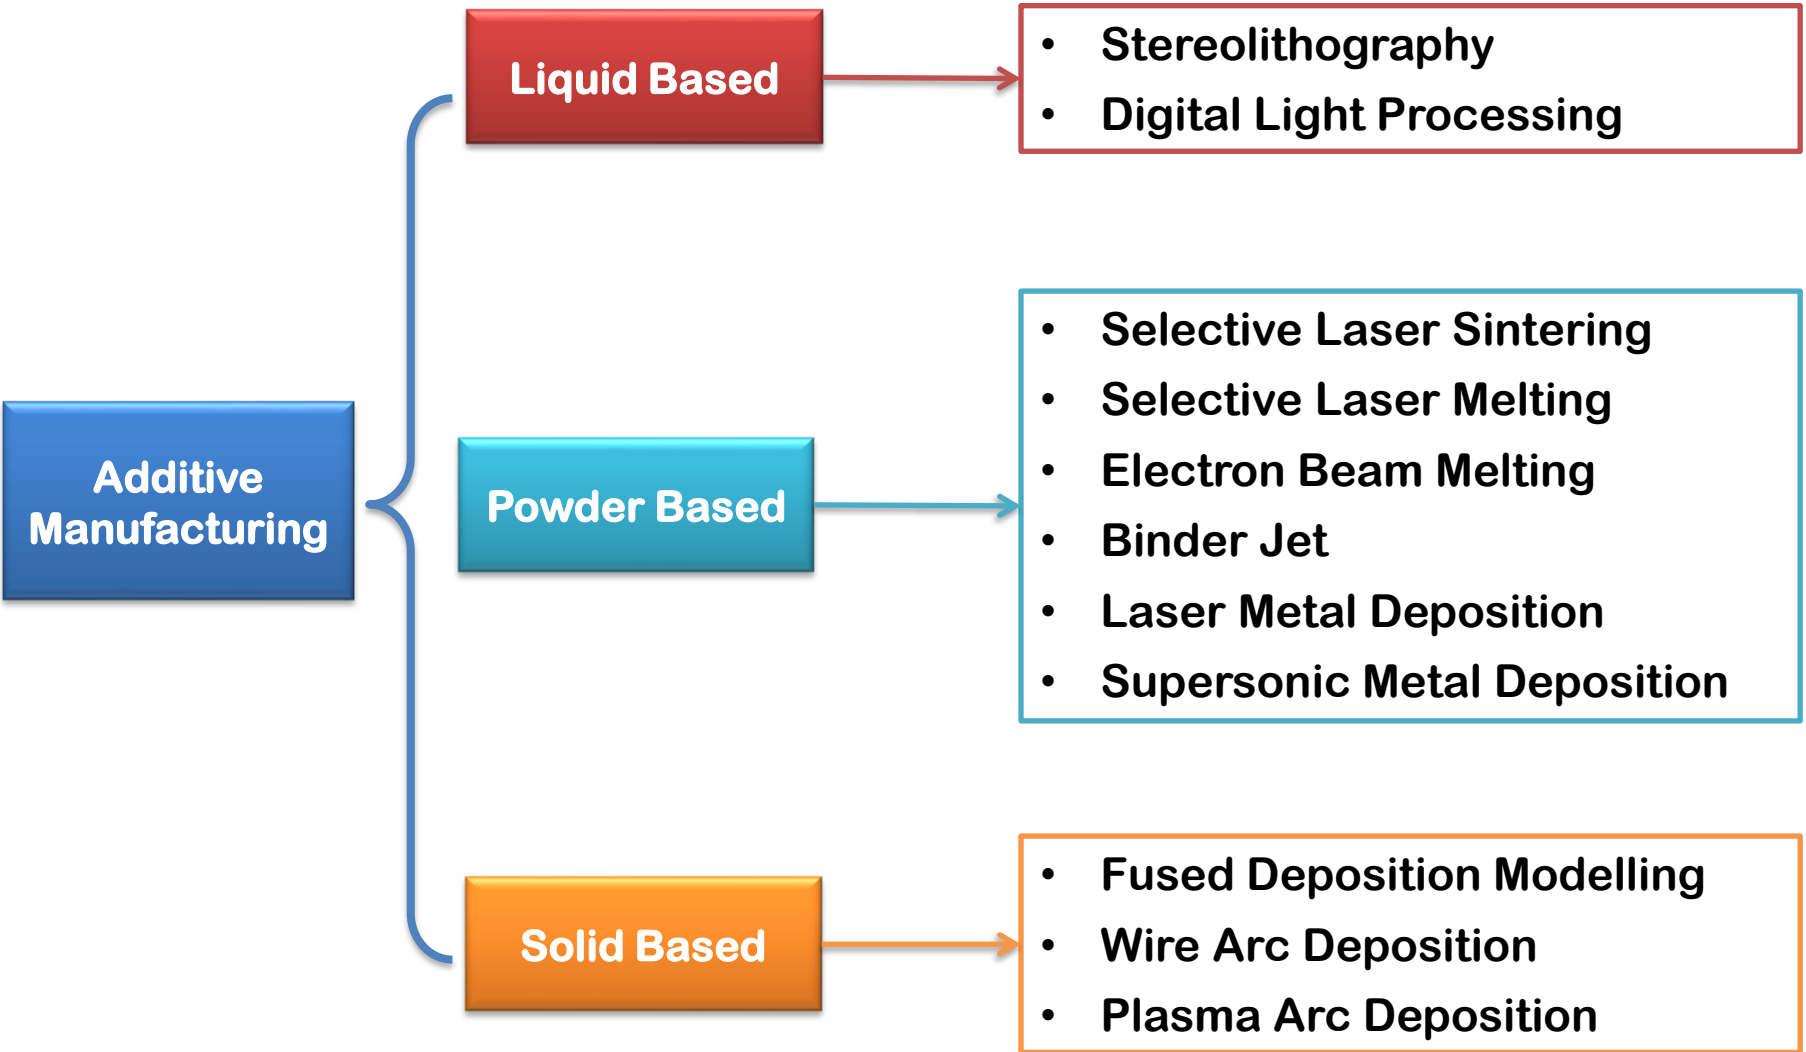 Additive
Manufacturing
Liquid Based
• Stereolithography
• Digital Light Processing
Powder Based
• Selective Laser Sintering
• Selective Laser Melting
• Electron Beam Melting
• Binder Jet
• Laser Metal Deposition
• Supersonic Metal Deposition
Solid Based
• Fused Deposition Modelling
• Wire Arc Deposition
• Plasma Arc Deposition